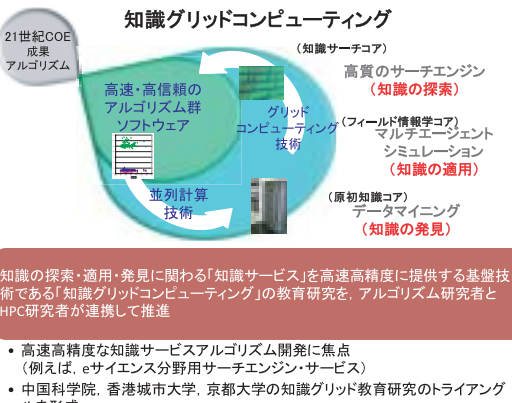 知識グリッドコンピューティング
21世紀COE
成果
アルゴリズム
高速・高信頼の
アルゴリズム群
ソフトウェア
グリッド
コンピューティング
技術
並列計算
技術
（知識サーチコア）
高質のサーチエンジン
（知識の探索）
（フィールド情報学コア）
マルチエージェント
シミュレーション
（知識の適用）
（原初知識コア）
データマイニング
（知識の発見）
知識の探索・適用・発見に関わる「知識サービス」を高速高精度に提供する基盤技
術である「知識グリッドコンピューティング」の教育研究を，アルゴリズム研究者と
HPC研究者が連携して推進
• 高速高精度な知識サービスアルゴリズム開発に焦点
（例えば，eサイエンス分野用サーチエンジン・サービス）
• 中国科学院，香港城市大学，京都大学の知識グリッド教育研究のトライアング
ルを形成